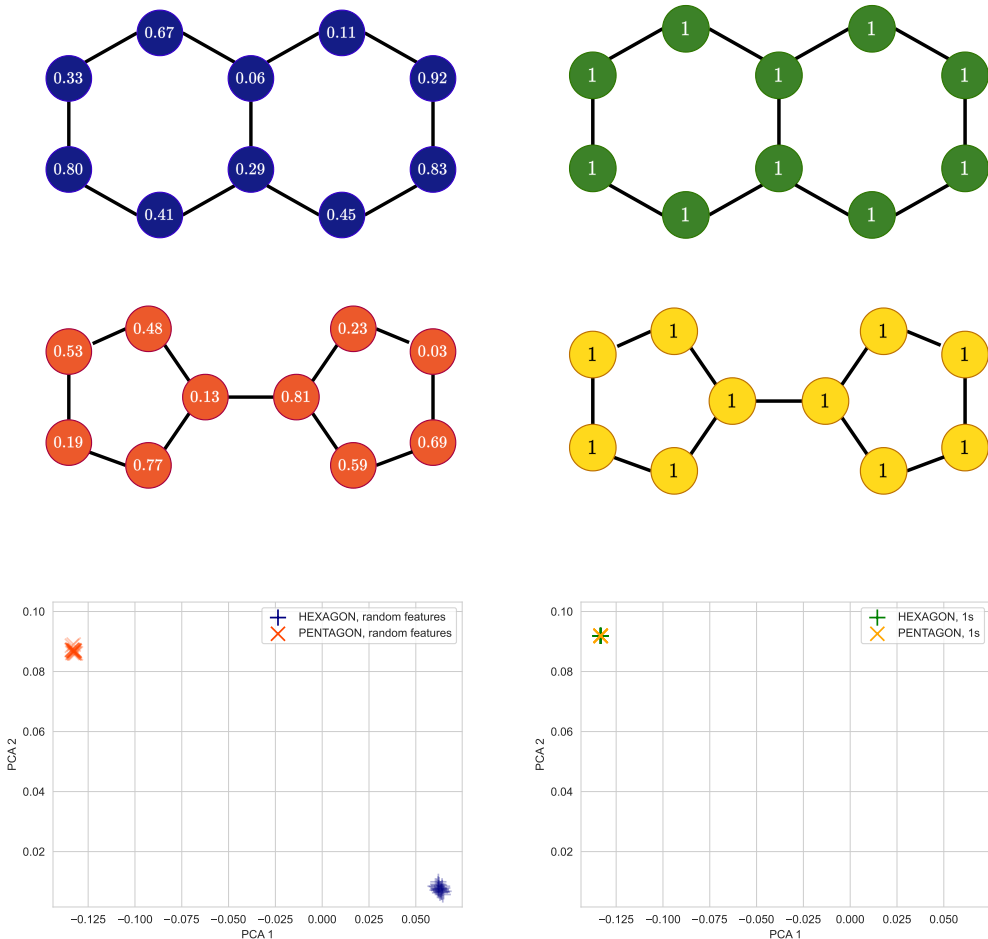 0.67 0.11
0.33 0.06 0.92
0.80 0.29 0.83
0.41 0.45
1 1
1 1 1
1 1 1
1 1
0.48 0.23
0.53 0.03
0.13 0.81
0.19 0.69
0.77 0.59
1 1
1 1
1 1
1 1
1 1
HEXAGON, random features
PENTAGON, random features
0.10
0.08
0.06
0.04
0.02
PCA 2
−0.125 −0.100 −0.075 −0.050 −0.025 0.000 0.025 0.050
PCA 1
HEXAGON, 1s
PENTAGON, 1s
0.10
0.08
0.06
0.04
0.02
PCA 2
−0.125 −0.100 −0.075 −0.050 −0.025 0.000 0.025 0.050
PCA 1